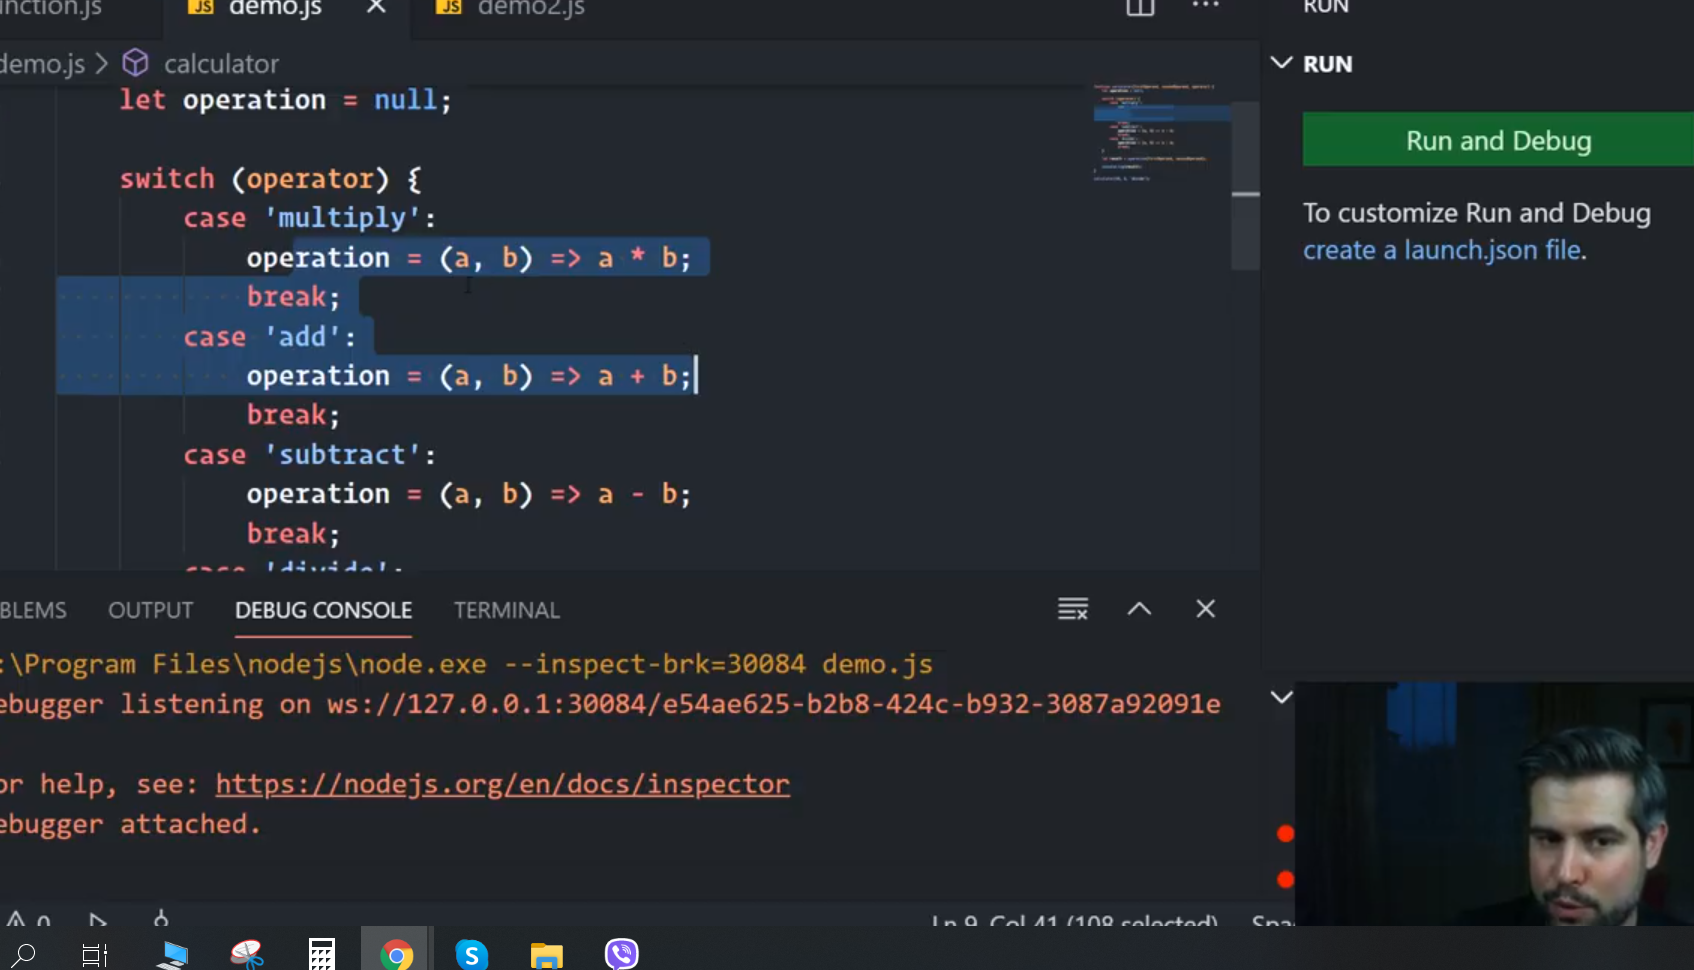 nction.js JS demo.js × JS demo2.js ...
RUN
demo.js > calculator
RUN
let operation = null;
Run and Debug
switch (operator) {
case 'multiply':
To customize Run and Debug
create a launch.json file.
operation = (a, b) => a * b;
break;
case 'add':
operation = (a, b) => a + b;
break;
case 'subtract':
operation = (a, b) => a - b;
break;
case 'divide':
BLEMS OUTPUT DEBUG CONSOLE TERMINAL
:\Program Files\nodejs\node.exe --inspect-brk=30084 demo.js
ebugger listening on ws://127.0.0.1:30084/e54ae625-b2b8-424c-b932-3087a92091e
or help, see: https://nodejs.org/en/docs/inspector
ebugger attached.
0 Ln 9, Col 41 (108 selected) Spa
S